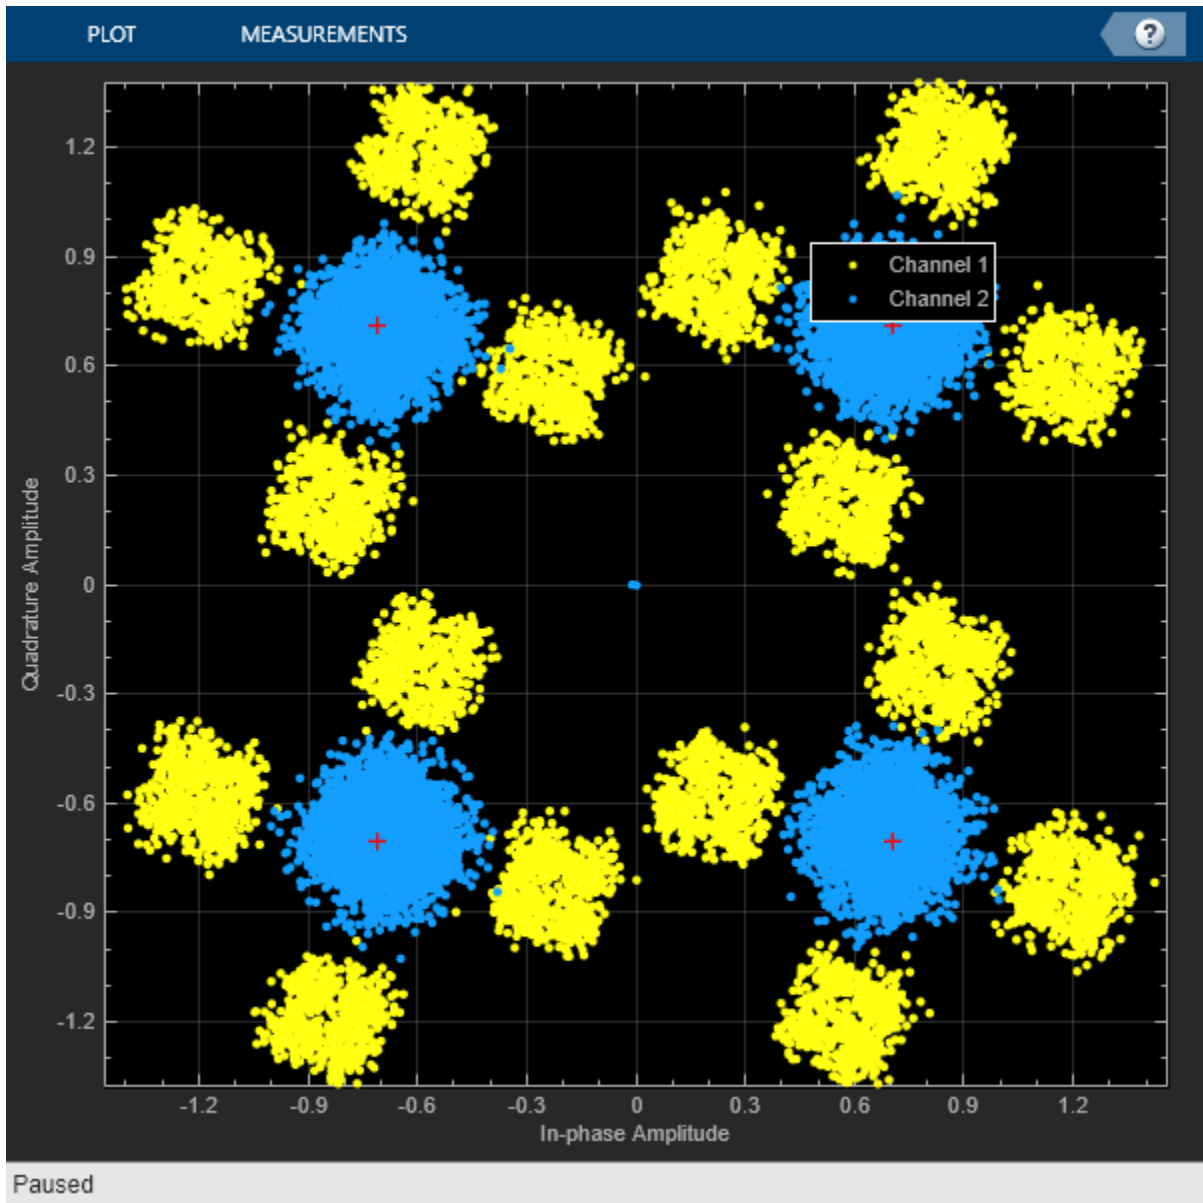 PLOT MEASUREMENTS ?
1.2
0.9
Channel 1
Channel 2
0.6
0.3
0
-0.3
-0.6
-0.9
-1.2
Quadrature Amplitude
-1.2 -0.9 -0.6 -0.3 0 0.3 0.6 0.9 1.2
In-phase Amplitude
Paused